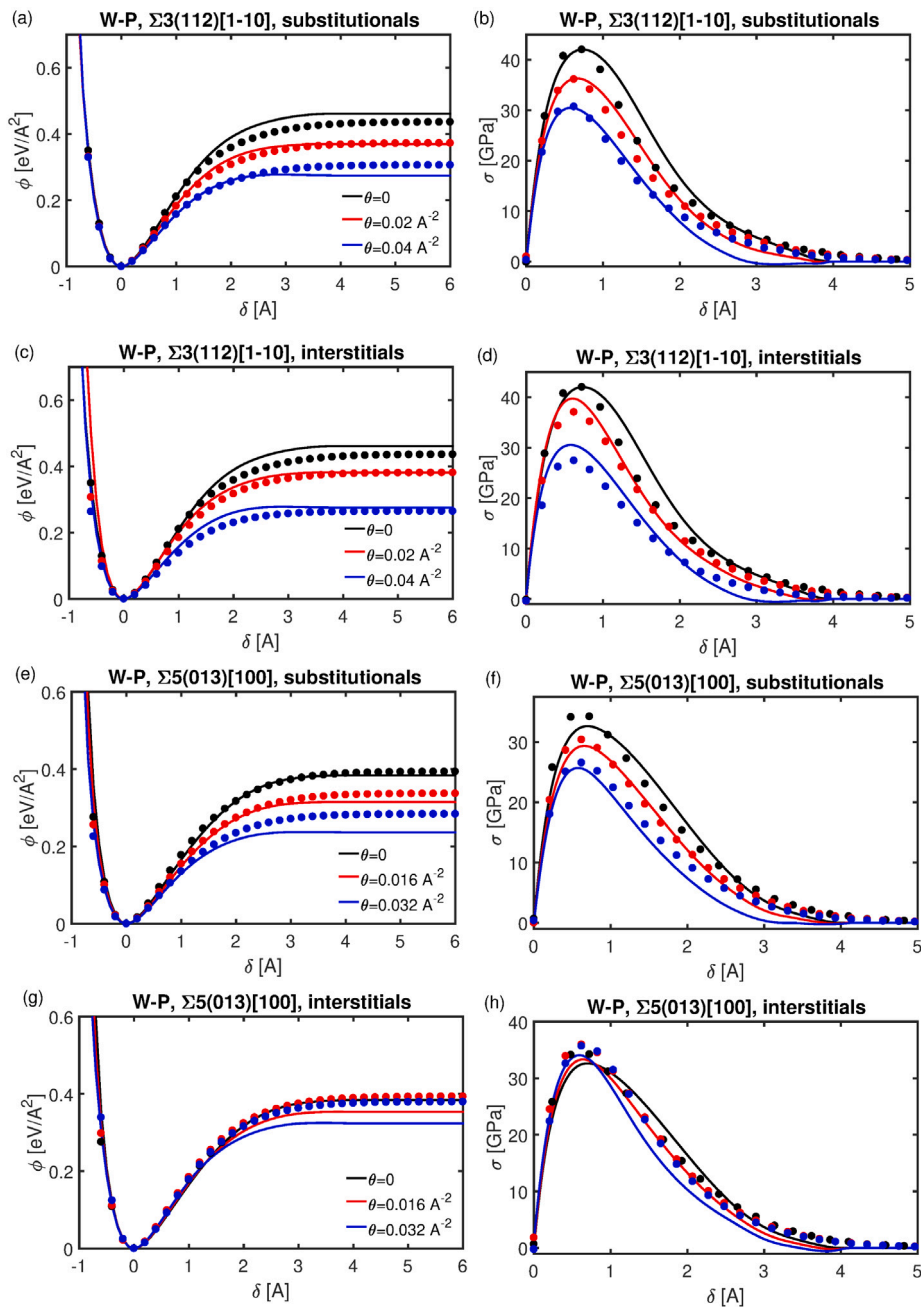 (a)
W-P, Σ3(112)[1-10], substitutionals
0.6
0.4
0.2
0
ϕ [eV/A²]
θ=0
θ=0.02 A⁻²
θ=0.04 A⁻²
-1 0 1 2 3 4 5 6
δ [A]
(b)
W-P, Σ3(112)[1-10], substitutionals
40
30
20
10
0
σ [GPa]
0 1 2 3 4 5
δ [A]
(c)
W-P, Σ3(112)[1-10], interstitials
0.6
0.4
0.2
0
ϕ [eV/A²]
θ=0
θ=0.02 A⁻²
θ=0.04 A⁻²
-1 0 1 2 3 4 5 6
δ [A]
(d)
W-P, Σ3(112)[1-10], interstitials
40
30
20
10
0
σ [GPa]
0 1 2 3 4 5
δ [A]
(e)
W-P, Σ5(013)[100], substitutionals
0.6
0.4
0.2
0
ϕ [eV/A²]
θ=0
θ=0.016 A⁻²
θ=0.032 A⁻²
-1 0 1 2 3 4 5 6
δ [A]
(f)
W-P, Σ5(013)[100], substitutionals
30
20
10
0
σ [GPa]
0 1 2 3 4 5
δ [A]
(g)
W-P, Σ5(013)[100], interstitials
0.6
0.4
0.2
0
ϕ [eV/A²]
θ=0
θ=0.016 A⁻²
θ=0.032 A⁻²
-1 0 1 2 3 4 5 6
δ [A]
(h)
W-P, Σ5(013)[100], interstitials
40
30
20
10
0
σ [GPa]
0 1 2 3 4 5
δ [A]